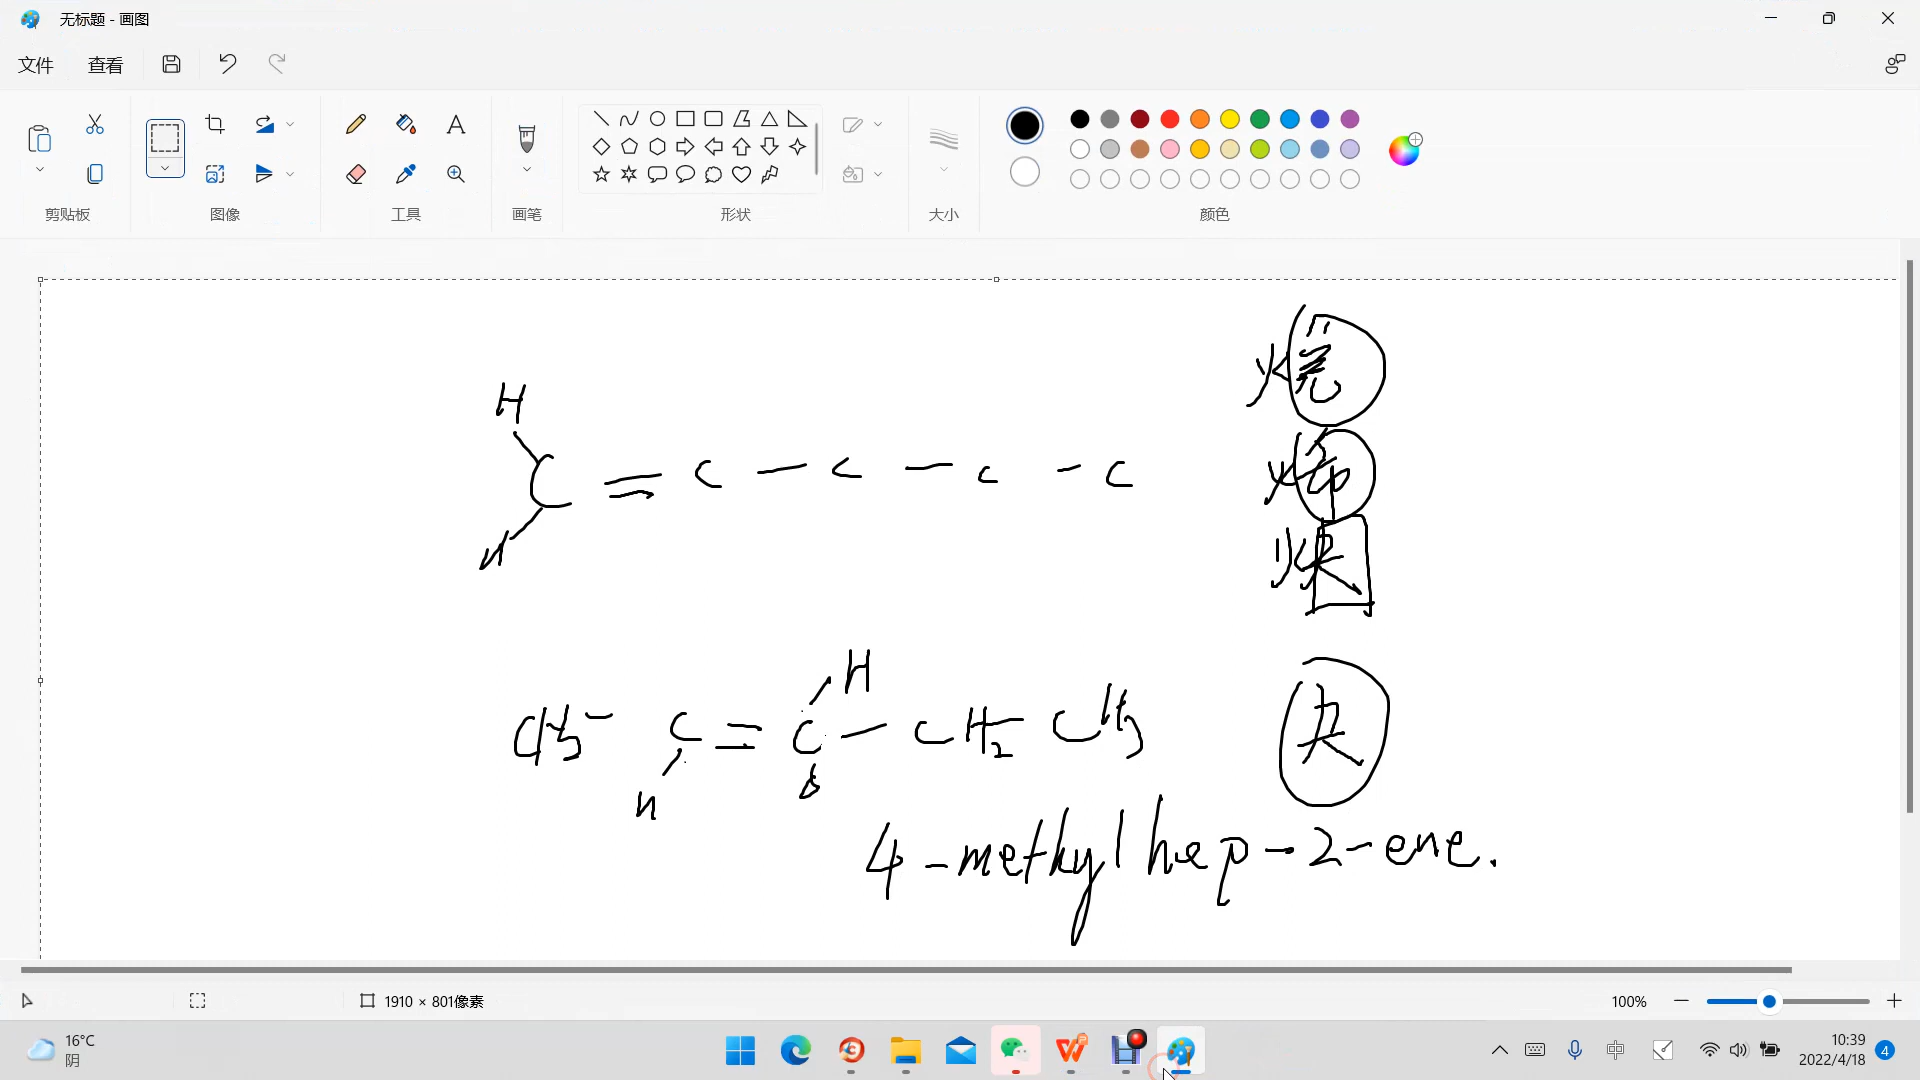 无标题 - 画图
文件 查看
剪贴板 图像 工具 画笔 形状 大小 颜色
H
烷
C = C - C - C - C
烯
H
炔
H
CH3 - C = C - CH2 - CH3
H
4-methylhep-2-ene.
1910 × 801像素
100%
16°C
阴
中
10:39
2022/4/18
4